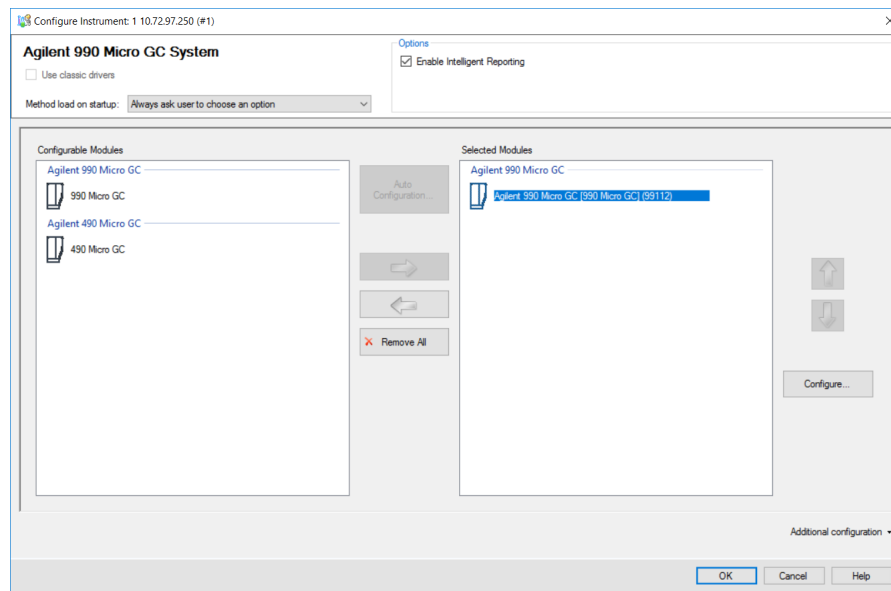 Configure Instrument: 1 10.72.97.250 (#1)
Agilent 990 Micro GC System
Use classic drivers
Method load on startup: Always ask user to choose an option
Options
Enable Intelligent Reporting
Configurable Modules
Agilent 990 Micro GC
990 Micro GC
Agilent 490 Micro GC
490 Micro GC
Auto
Configuration...
Remove All
Selected Modules
Agilent 990 Micro GC
Agilent 990 Micro GC [990 Micro GC] (99112)
Configure...
Additional configuration
OK Cancel Help